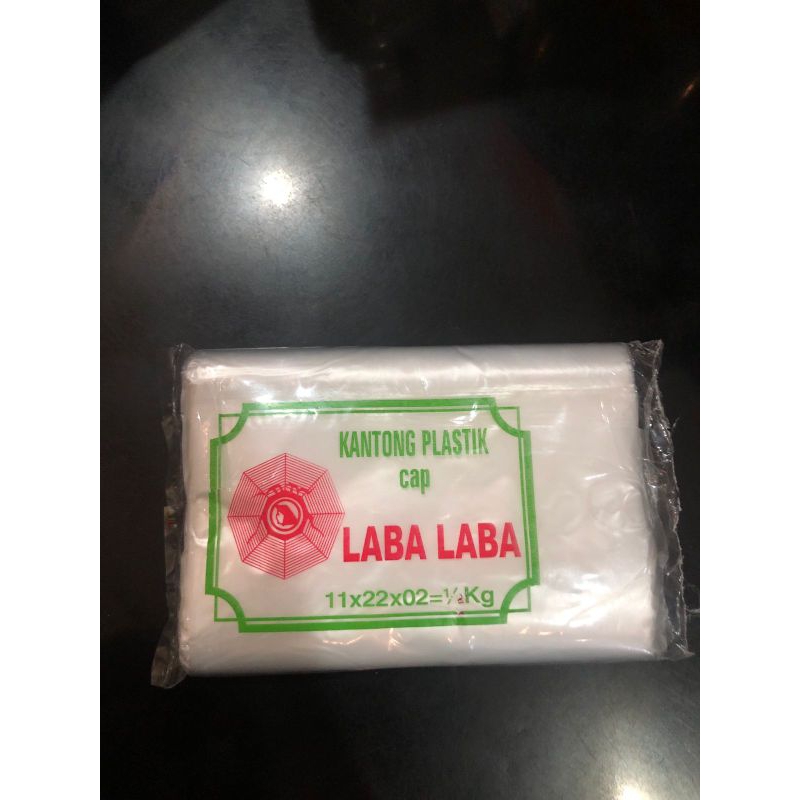 KANTONG PLASTIK
cap
LABA LABA
11x22x02=½Kg